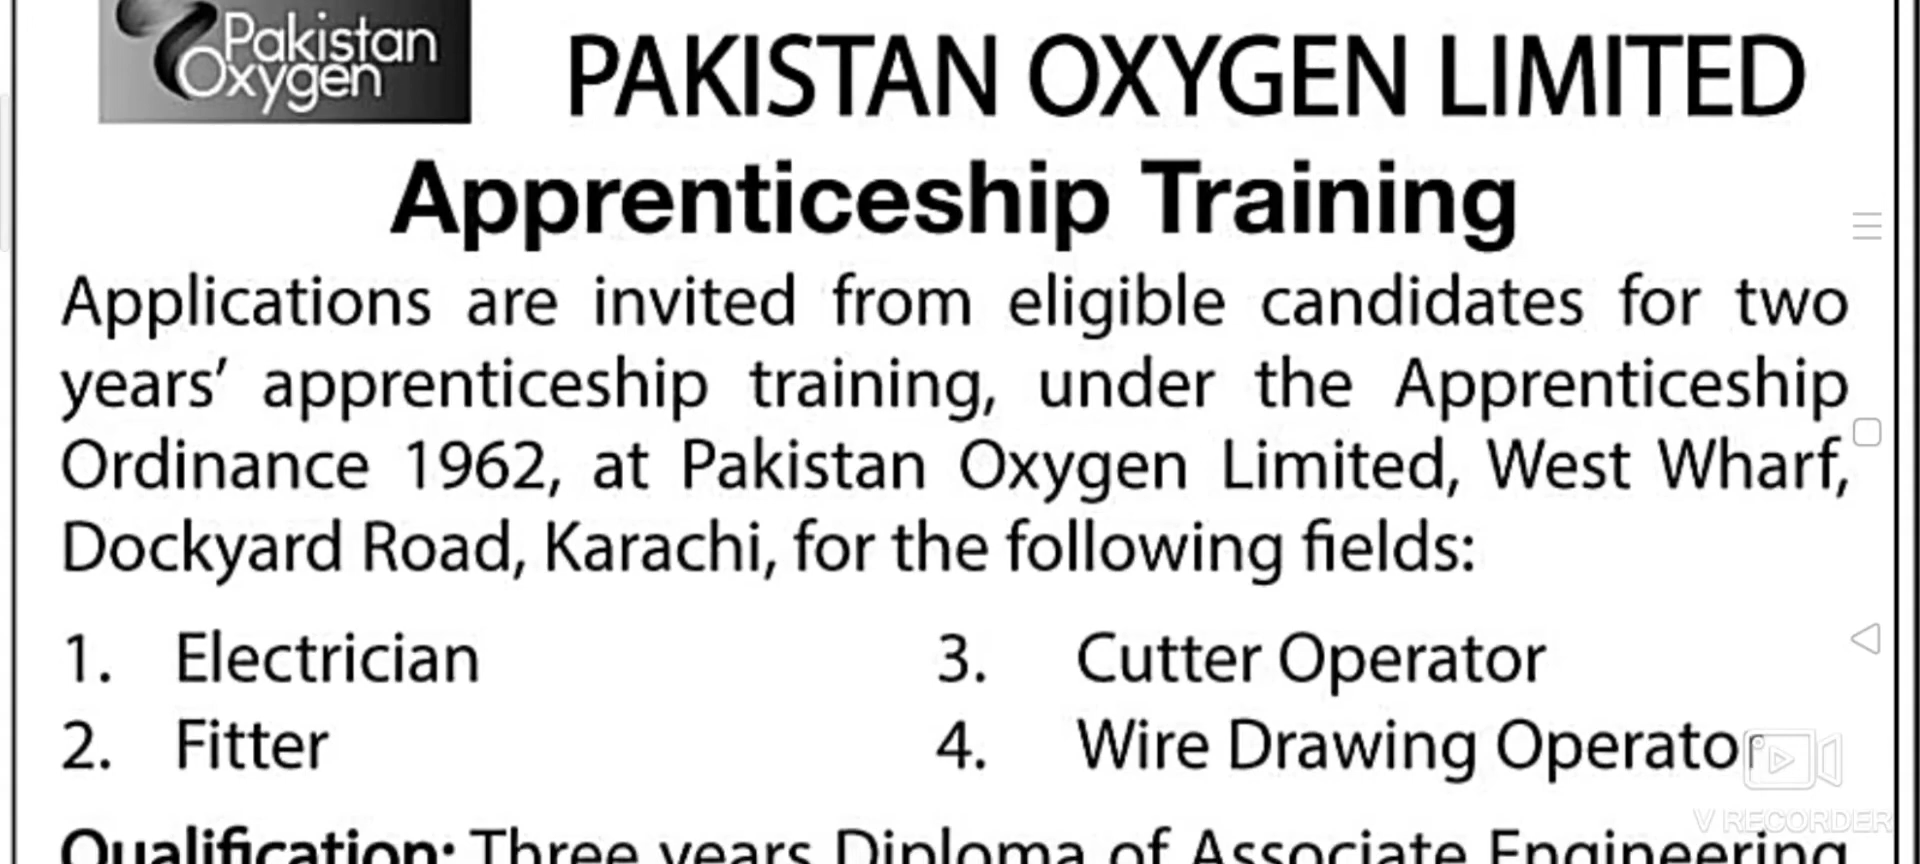 Pakistan
Oxygen
PAKISTAN OXYGEN LIMITED
Apprenticeship Training
Applications are invited from eligible candidates for two
years’ apprenticeship training, under the Apprenticeship
Ordinance 1962, at Pakistan Oxygen Limited, West Wharf,
Dockyard Road, Karachi, for the following fields:
1. Electrician
2. Fitter
3. Cutter Operator
4. Wire Drawing Operator
Qualification: Three years Diploma of Associate Engineering
V RECORDER